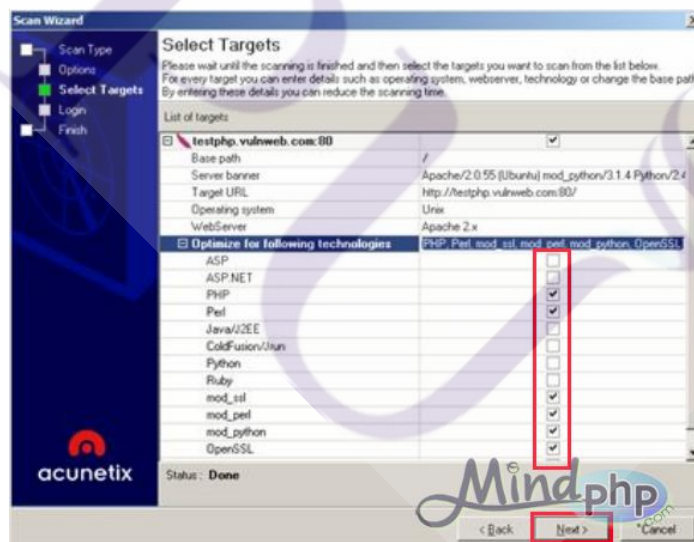 Scan Wizard
Scan Type
Options
Select Targets
Login
Finish
Select Targets
Please wait until the scanning is finished and then select the targets you want to scan from the list below.
For every target you can enter details such as operating system, webserver, technology or change the base path
By entering these details you can reduce the scanning time.
List of targets
testphp.vulnweb.com:80
Base path /
Server banner Apache/2.0.55 (Ubuntu) mod_python/3.1.4 Python/2.4
Target URL http://testphp.vulnweb.com:80/
Operating system Unix
WebServer Apache 2.x
Optimize for following technologies PHP, Perl, mod_ssl, mod_perl, mod_python, OpenSSL,
ASP
ASP.NET
PHP
Perl
Java/J2EE
ColdFusion/Jrun
Python
Ruby
mod_ssl
mod_perl
mod_python
OpenSSL
acunetix
Status: Done
Mindphp.com
< Back Next > Cancel